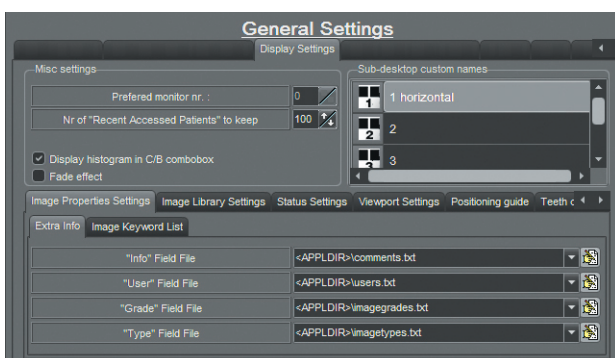 General Settings
Display Settings
Misc settings
Prefered monitor nr. :
0
Nr of "Recent Accessed Patients" to keep
100
Display histogram in C/B combobox
Fade effect
Sub-desktop custom names
1
1 horizontal
2
2
3
3
Image Properties Settings
Image Library Settings
Status Settings
Viewport Settings
Positioning guide
Extra Info
Image Keyword List
"Info" Field File
<APPLDIR>\comments.txt
"User" Field File
<APPLDIR>\users.txt
"Grade" Field File
<APPLDIR>\imagegrades.txt
"Type" Field File
<APPLDIR>\imagetypes.txt